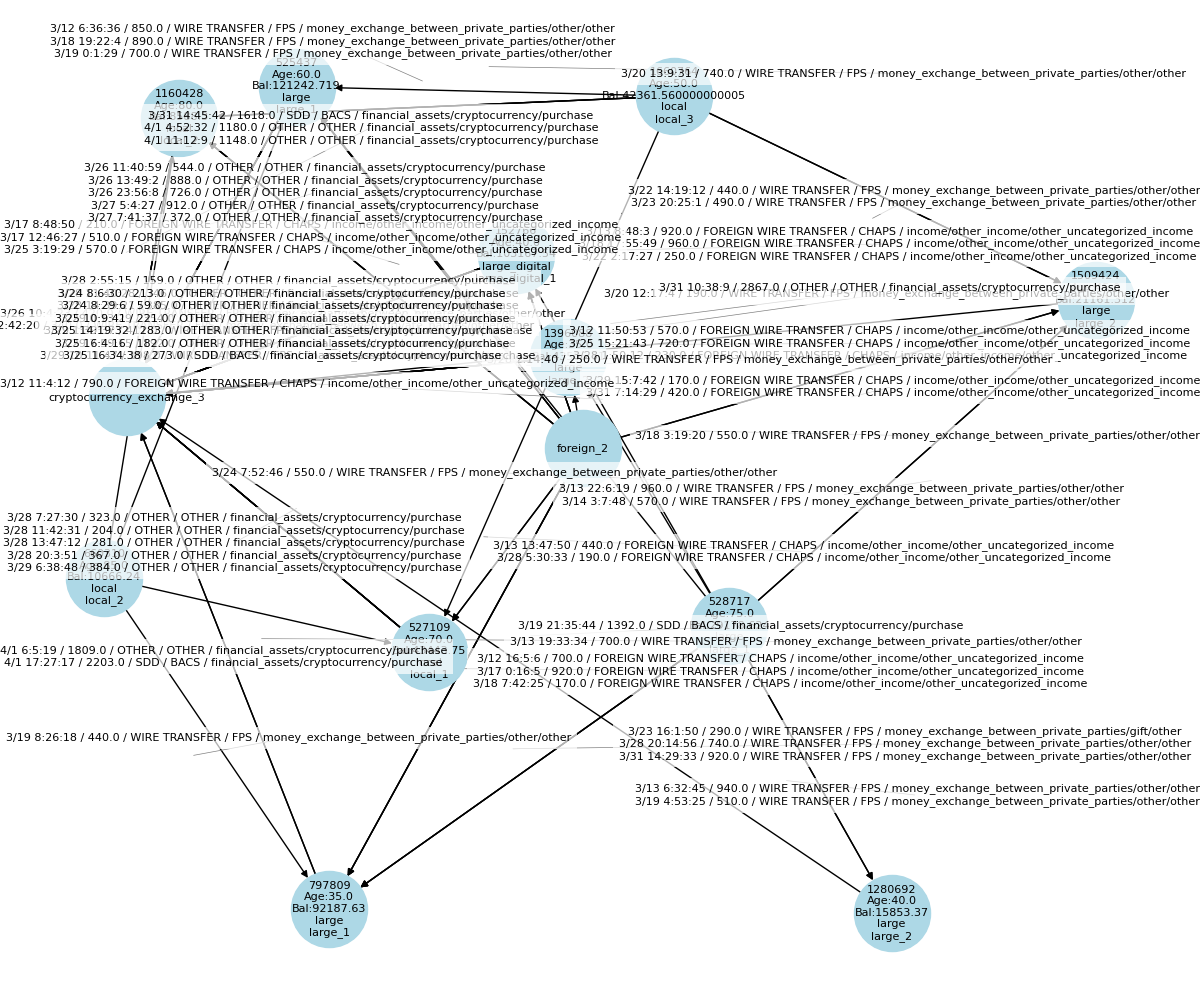 3/12 6:36:36 / 850.0 / WIRE TRANSFER / FPS / money_exchange_between_private_parties/other/other
3/18 19:22:4 / 890.0 / WIRE TRANSFER / FPS / money_exchange_between_private_parties/other/other
3/19 0:1:29 / 700.0 / WIRE TRANSFER / FPS / money_exchange_between_private_parties/other/other
525437
Age:60.0
Bal:121242.719
large
large_1
3/20 13:9:31 / 740.0 / WIRE TRANSFER / FPS / money_exchange_between_private_parties/other/other
Age:50.0
Bal:42361.560000000005
local
local_3
1160428
Age:80.0
3/31 14:45:42 / 1618.0 / SDD / BACS / financial_assets/cryptocurrency/purchase
4/1 4:52:32 / 1180.0 / OTHER / OTHER / financial_assets/cryptocurrency/purchase
4/1 11:12:9 / 1148.0 / OTHER / OTHER / financial_assets/cryptocurrency/purchase
3/26 11:40:59 / 544.0 / OTHER / OTHER / financial_assets/cryptocurrency/purchase
3/26 13:49:2 / 888.0 / OTHER / OTHER / financial_assets/cryptocurrency/purchase
3/26 23:56:8 / 726.0 / OTHER / OTHER / financial_assets/cryptocurrency/purchase
3/27 5:4:27 / 912.0 / OTHER / OTHER / financial_assets/cryptocurrency/purchase
3/27 7:41:37 / 372.0 / OTHER / OTHER / financial_assets/cryptocurrency/purchase
3/22 14:19:12 / 440.0 / WIRE TRANSFER / FPS / money_exchange_between_private_parties/other/other
3/23 20:25:1 / 490.0 / WIRE TRANSFER / FPS / money_exchange_between_private_parties/other/other
3/17 8:48:50 / 210.0 / FOREIGN WIRE TRANSFER / CHAPS / income/other_income/other_uncategorized_income
3/17 12:46:27 / 510.0 / FOREIGN WIRE TRANSFER / CHAPS / income/other_income/other_uncategorized_income
3/25 3:19:29 / 570.0 / FOREIGN WIRE TRANSFER / CHAPS / income/other_income/other_uncategorized_income
48:3 / 920.0 / FOREIGN WIRE TRANSFER / CHAPS / income/other_income/other_uncategorized_income
55:49 / 960.0 / FOREIGN WIRE TRANSFER / CHAPS / income/other_income/other_uncategorized_income
3/22 2:17:27 / 250.0 / FOREIGN WIRE TRANSFER / CHAPS / income/other_income/other_uncategorized_income
large_digital
1509424
large
large_2
3/31 10:38:9 / 2867.0 / OTHER / OTHER / financial_assets/cryptocurrency/purchase
3/20 12:17:4 / 190.0 / WIRE TRANSFER / FPS / money_exchange_between_private_parties/other/other
3/28 2:55:15 / 159.0 / OTHER / OTHER / financial_assets/cryptocurrency/purchase
3/24 8:6:30 / 213.0 / OTHER / OTHER / financial_assets/cryptocurrency/purchase
3/24 8:29:6 / 59.0 / OTHER / OTHER / financial_assets/cryptocurrency/purchase
3/25 10:9:41 / 221.0 / OTHER / OTHER / financial_assets/cryptocurrency/purchase
3/25 14:19:32 / 283.0 / OTHER / OTHER / financial_assets/cryptocurrency/purchase
3/25 16:4:16 / 182.0 / OTHER / OTHER / financial_assets/cryptocurrency/purchase
3/25 16:34:38 / 273.0 / SDD / BACS / financial_assets/cryptocurrency/purchase
3/12 11:50:53 / 570.0 / FOREIGN WIRE TRANSFER / CHAPS / income/other_income/other_uncategorized_income
3/25 15:21:43 / 720.0 / FOREIGN WIRE TRANSFER / CHAPS / income/other_income/other_uncategorized_income
250.0 / WIRE TRANSFER / FPS / money_exchange_between_private_parties/other/other
3/12 11:4:12 / 790.0 / FOREIGN WIRE TRANSFER / CHAPS / income/other_income/other_uncategorized_income
15:7:42 / 170.0 / FOREIGN WIRE TRANSFER / CHAPS / income/other_income/other_uncategorized_income
3/31 7:14:29 / 420.0 / FOREIGN WIRE TRANSFER / CHAPS / income/other_income/other_uncategorized_income
cryptocurrency_exchange_3
3/18 3:19:20 / 550.0 / WIRE TRANSFER / FPS / money_exchange_between_private_parties/other/other
foreign_2
3/24 7:52:46 / 550.0 / WIRE TRANSFER / FPS / money_exchange_between_private_parties/other/other
3/13 22:6:19 / 960.0 / WIRE TRANSFER / FPS / money_exchange_between_private_parties/other/other
3/14 3:7:48 / 570.0 / WIRE TRANSFER / FPS / money_exchange_between_private_parties/other/other
3/28 7:27:30 / 323.0 / OTHER / OTHER / financial_assets/cryptocurrency/purchase
3/28 11:42:31 / 204.0 / OTHER / OTHER / financial_assets/cryptocurrency/purchase
3/28 13:47:12 / 281.0 / OTHER / OTHER / financial_assets/cryptocurrency/purchase
3/28 20:3:51 / 367.0 / OTHER / OTHER / financial_assets/cryptocurrency/purchase
3/29 6:38:48 / 384.0 / OTHER / OTHER / financial_assets/cryptocurrency/purchase
Bal:10666.24
local
local_2
3/13 13:47:50 / 440.0 / FOREIGN WIRE TRANSFER / CHAPS / income/other_income/other_uncategorized_income
3/28 5:30:33 / 190.0 / FOREIGN WIRE TRANSFER / CHAPS / income/other_income/other_uncategorized_income
528717
Age:75.0
3/19 21:35:44 / 1392.0 / SDD / BACS / financial_assets/cryptocurrency/purchase
3/13 19:33:34 / 700.0 / WIRE TRANSFER / FPS / money_exchange_between_private_parties/other/other
527109
Age:70.0
local_1
4/1 6:5:19 / 1809.0 / OTHER / OTHER / financial_assets/cryptocurrency/purchase
4/1 17:27:17 / 2203.0 / SDD / BACS / financial_assets/cryptocurrency/purchase
3/12 16:5:6 / 700.0 / FOREIGN WIRE TRANSFER / CHAPS / income/other_income/other_uncategorized_income
3/17 0:16:5 / 920.0 / FOREIGN WIRE TRANSFER / CHAPS / income/other_income/other_uncategorized_income
3/18 7:42:25 / 170.0 / FOREIGN WIRE TRANSFER / CHAPS / income/other_income/other_uncategorized_income
3/19 8:26:18 / 440.0 / WIRE TRANSFER / FPS / money_exchange_between_private_parties/other/other
3/23 16:1:50 / 290.0 / WIRE TRANSFER / FPS / money_exchange_between_private_parties/gift/other
3/28 20:14:56 / 740.0 / WIRE TRANSFER / FPS / money_exchange_between_private_parties/other/other
3/31 14:29:33 / 920.0 / WIRE TRANSFER / FPS / money_exchange_between_private_parties/other/other
3/13 6:32:45 / 940.0 / WIRE TRANSFER / FPS / money_exchange_between_private_parties/other/other
3/19 4:53:25 / 510.0 / WIRE TRANSFER / FPS / money_exchange_between_private_parties/other/other
797809
Age:35.0
Bal:92187.63
large
large_1
1280692
Age:40.0
Bal:15853.37
large
large_2